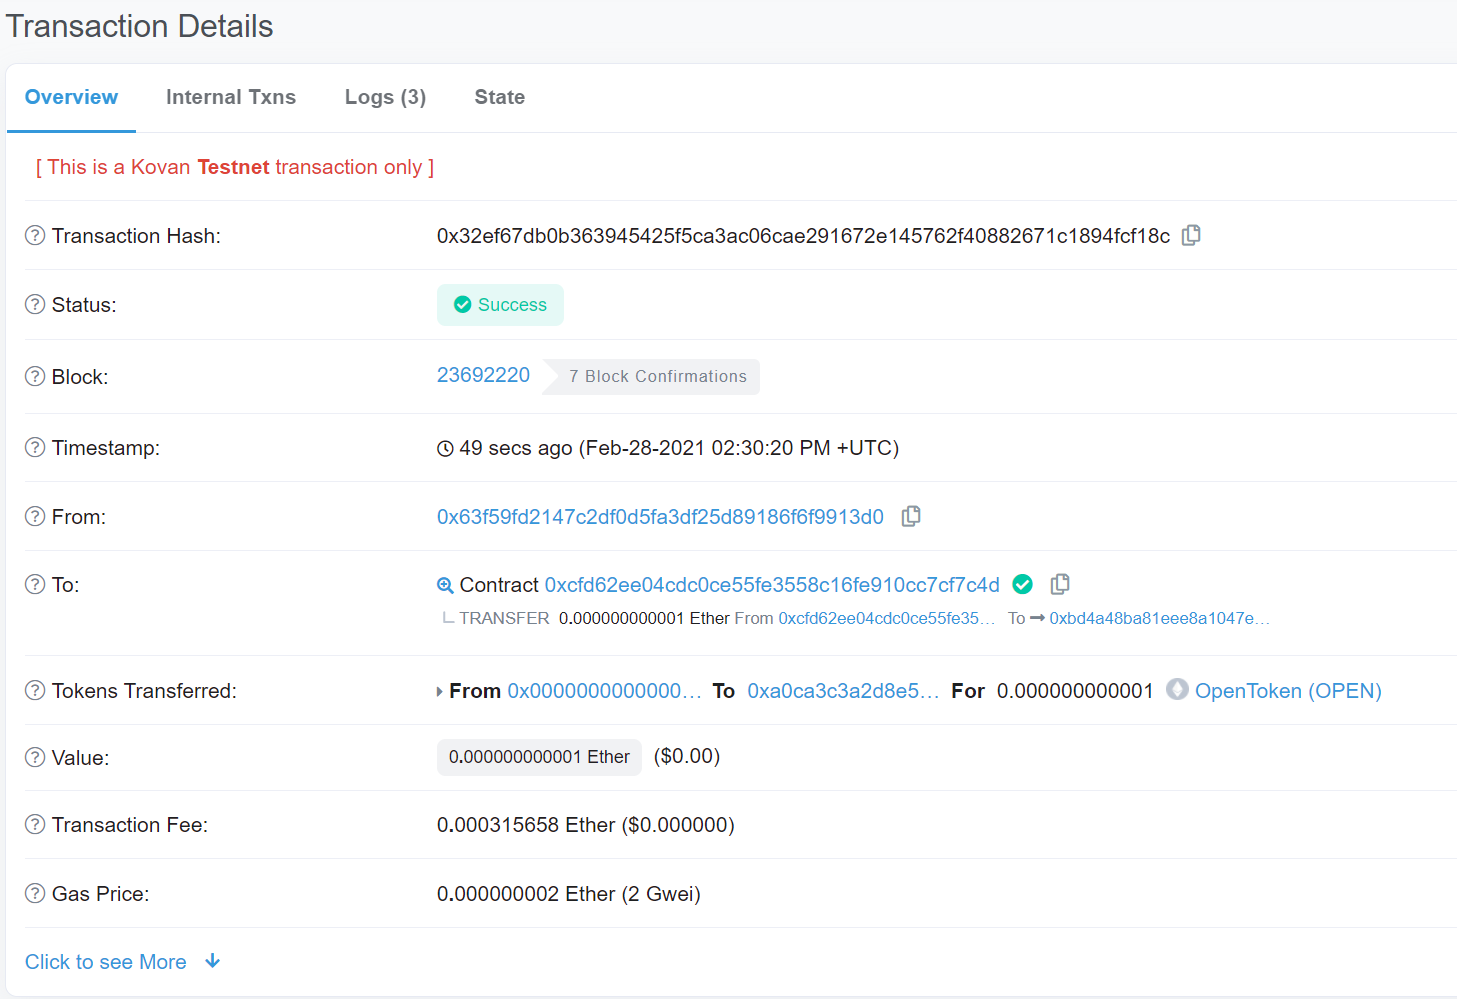 Transaction Details
Overview Internal Txns Logs (3) State
[ This is a Kovan Testnet transaction only ]
Transaction Hash: 0x32ef67db0b363945425f5ca3ac06cae291672e145762f40882671c1894fcf18c
Status: Success
Block: 23692220 7 Block Confirmations
Timestamp: 49 secs ago (Feb-28-2021 02:30:20 PM +UTC)
From: 0x63f59fd2147c2df0d5fa3df25d89186f6f9913d0
To: Contract 0xcfd62ee04cdc0ce55fe3558c16fe910cc7cf7c4d
TRANSFER 0.000000000001 Ether From 0xcfd62ee04cdc0ce55fe35... To → 0xbd4a48ba81eee8a1047e...
Tokens Transferred: From 0x0000000000000... To 0xa0ca3c3a2d8e5... For 0.000000000001 OpenToken (OPEN)
Value: 0.000000000001 Ether ($0.00)
Transaction Fee: 0.000315658 Ether ($0.000000)
Gas Price: 0.000000002 Ether (2 Gwei)
Click to see More ↓